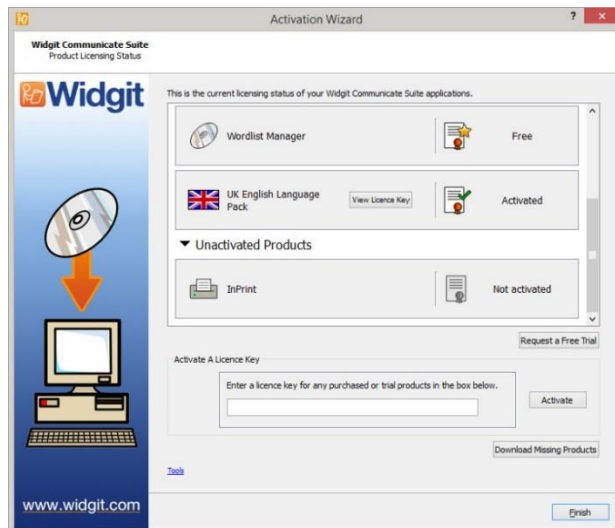 Activation Wizard
?
x
Widgit Communicate Suite
Product Licensing Status
Widgit
This is the current licensing status of your Widgit Communicate Suite applications.
Wordlist Manager
Free
UK English Language
Pack
View Licence Key
Activated
Unactivated Products
InPrint
Not activated
Request a Free Trial
Activate A Licence Key
Enter a licence key for any purchased or trial products in the box below.
Activate
Download Missing Products
Tools
www.widgit.com
Finish